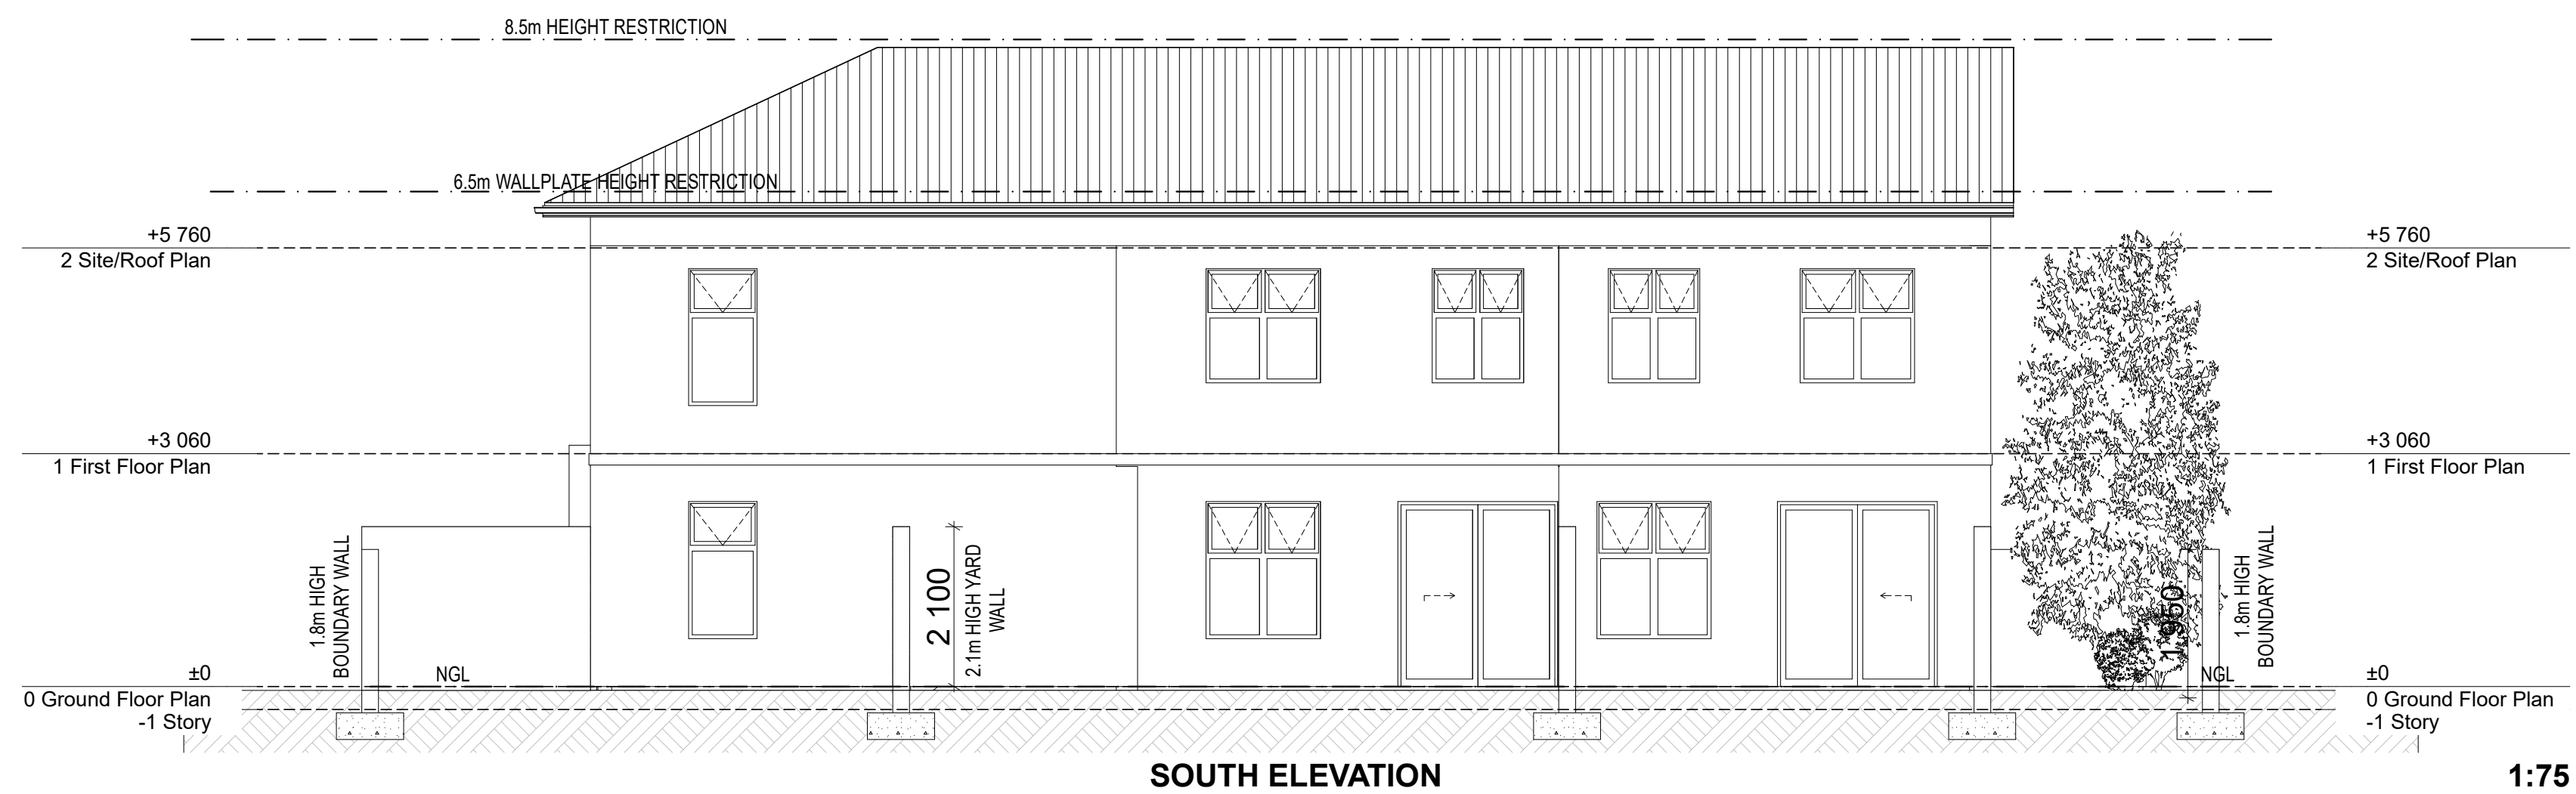 8.5m HEIGHT RESTRICTION
6.5m WALLPLATE HEIGHT RESTRICTION
+5 760
2 Site/Roof Plan
+5 760
2 Site/Roof Plan
+3 060
1 First Floor Plan
+3 060
1 First Floor Plan
1.8m HIGH
BOUNDARY WALL
2 100
2.1m HIGH YARD
WALL
1 950
1.8m HIGH
BOUNDARY WALL
NGL
NGL
±0
0 Ground Floor Plan
-1 Story
±0
0 Ground Floor Plan
-1 Story
SOUTH ELEVATION
1:75